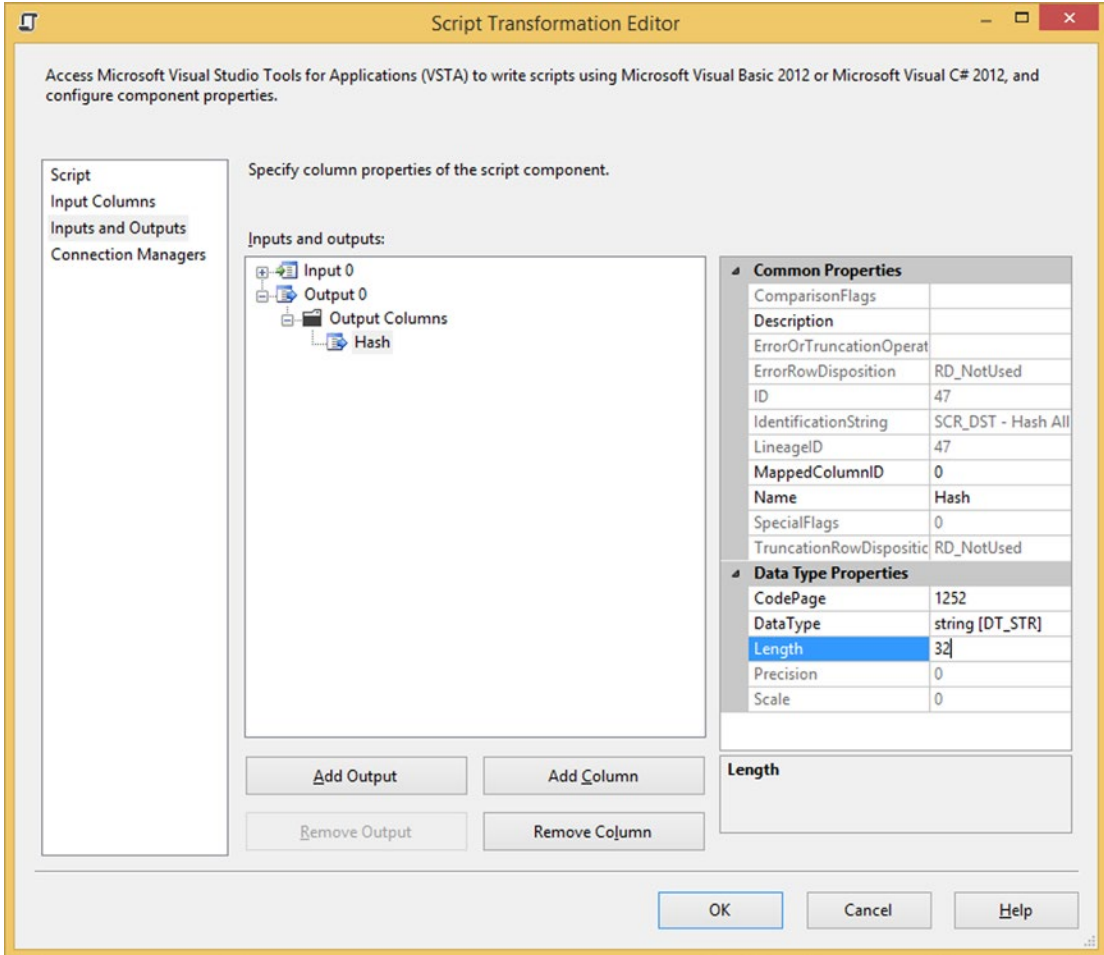 Script Transformation Editor
Access Microsoft Visual Studio Tools for Applications (VSTA) to write scripts using Microsoft Visual Basic 2012 or Microsoft Visual C# 2012, and
configure component properties.
Script
Input Columns
Inputs and Outputs
Connection Managers
Specify column properties of the script component.
Inputs and outputs:
Input 0
Output 0
Output Columns
Hash
Common Properties
ComparisonFlags
Description
ErrorOrTruncationOperat
ErrorRowDisposition RD_NotUsed
ID 47
IdentificationString SCR_DST - Hash All
LineageID 47
MappedColumnID 0
Name Hash
SpecialFlags 0
TruncationRowDispositic RD_NotUsed
Data Type Properties
CodePage 1252
DataType string [DT_STR]
Length 32
Precision 0
Scale 0
Length
Add Output
Add Column
Remove Output
Remove Column
OK
Cancel
Help